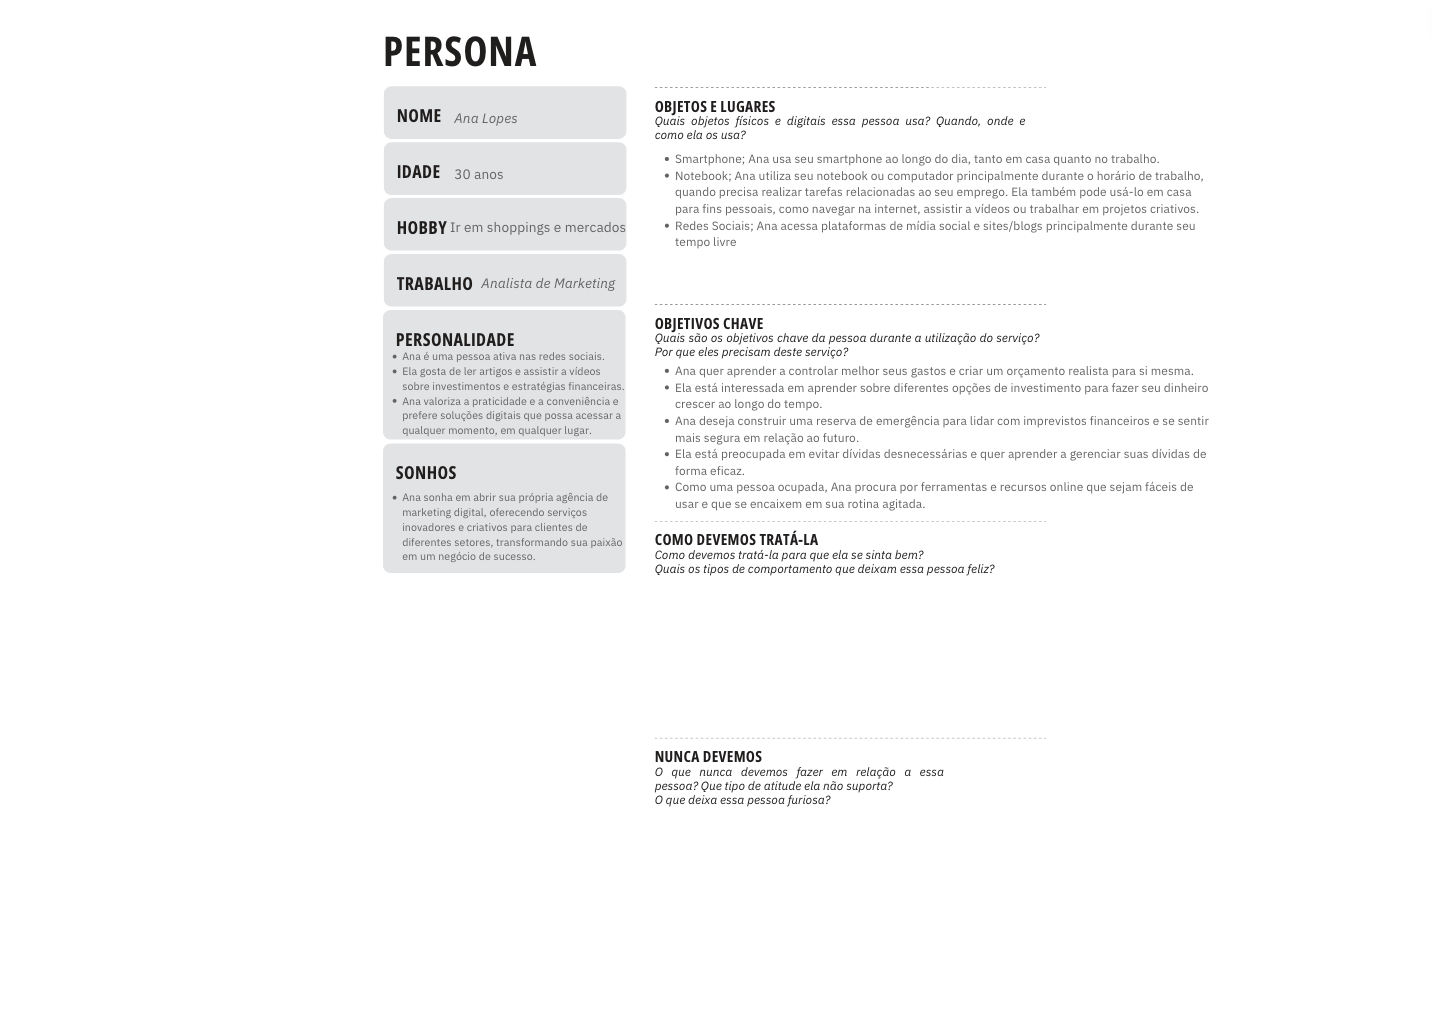 PERSONA
NOME Ana Lopes
IDADE 30 anos
HOBBY Ir em shoppings e mercados
TRABALHO Analista de Marketing
PERSONALIDADE
• Ana é uma pessoa ativa nas redes sociais.
• Ela gosta de ler artigos e assistir a vídeos
sobre investimentos e estratégias financeiras.
• Ana valoriza a praticidade e a conveniência e
prefere soluções digitais que possa acessar a
qualquer momento, em qualquer lugar.
SONHOS
• Ana sonha em abrir sua própria agência de
marketing digital, oferecendo serviços
inovadores e criativos para clientes de
diferentes setores, transformando sua paixão
em um negócio de sucesso.
OBJETOS E LUGARES
Quais objetos físicos e digitais essa pessoa usa? Quando, onde e
como ela os usa?
• Smartphone; Ana usa seu smartphone ao longo do dia, tanto em casa quanto no trabalho.
• Notebook; Ana utiliza seu notebook ou computador principalmente durante o horário de trabalho,
quando precisa realizar tarefas relacionadas ao seu emprego. Ela também pode usá-lo em casa
para fins pessoais, como navegar na internet, assistir a vídeos ou trabalhar em projetos criativos.
• Redes Sociais; Ana acessa plataformas de mídia social e sites/blogs principalmente durante seu
tempo livre
OBJETIVOS CHAVE
Quais são os objetivos chave da pessoa durante a utilização do serviço?
Por que eles precisam deste serviço?
• Ana quer aprender a controlar melhor seus gastos e criar um orçamento realista para si mesma.
• Ela está interessada em aprender sobre diferentes opções de investimento para fazer seu dinheiro
crescer ao longo do tempo.
• Ana deseja construir uma reserva de emergência para lidar com imprevistos financeiros e se sentir
mais segura em relação ao futuro.
• Ela está preocupada em evitar dívidas desnecessárias e quer aprender a gerenciar suas dívidas de
forma eficaz.
• Como uma pessoa ocupada, Ana procura por ferramentas e recursos online que sejam fáceis de
usar e que se encaixem em sua rotina agitada.
COMO DEVEMOS TRATÁ-LA
Como devemos tratá-la para que ela se sinta bem?
Quais os tipos de comportamento que deixam essa pessoa feliz?
NUNCA DEVEMOS
O que nunca devemos fazer em relação a essa
pessoa? Que tipo de atitude ela não suporta?
O que deixa essa pessoa furiosa?